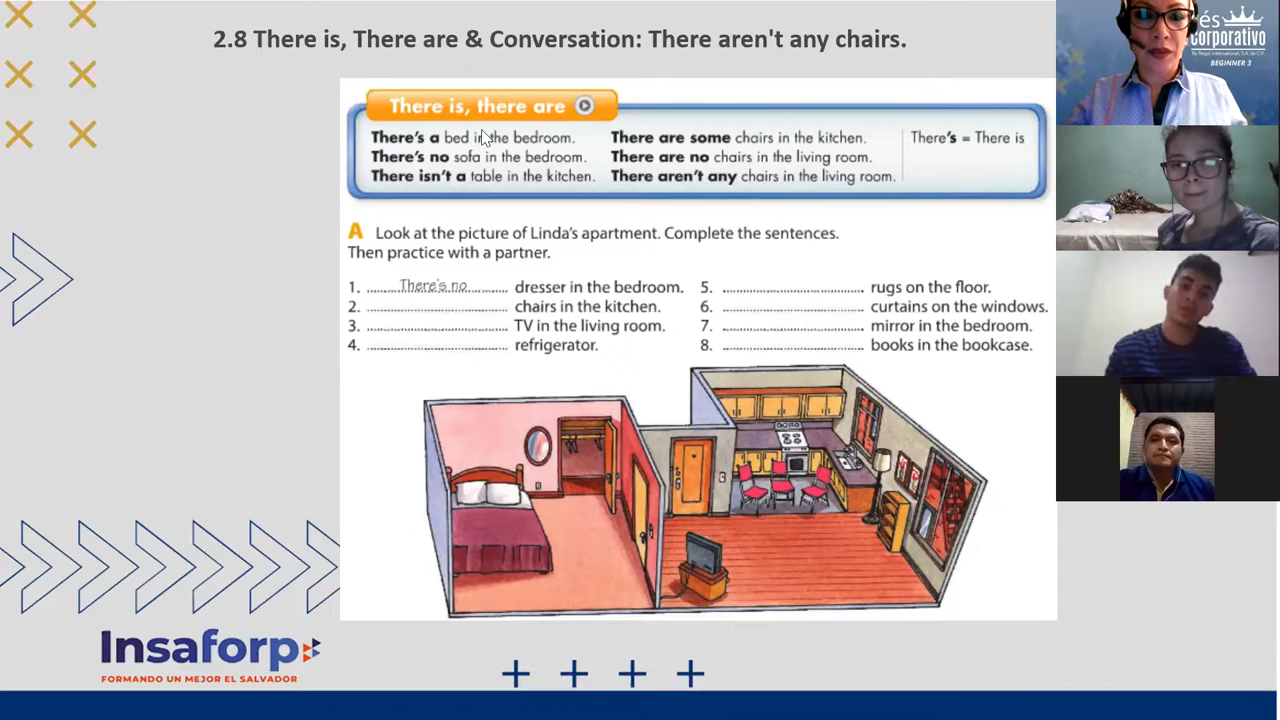 2.8 There is, There are & Conversation: There aren't any chairs.
és
corporativo
By Regal International, S.A. de C.V.
BEGINNER 3
There is, there are
There's a bed in the bedroom.
There's no sofa in the bedroom.
There isn't a table in the kitchen.
There are some chairs in the kitchen.
There are no chairs in the living room.
There aren't any chairs in the living room.
There's = There is
A Look at the picture of Linda's apartment. Complete the sentences.
Then practice with a partner.
1. There's no dresser in the bedroom.
2. chairs in the kitchen.
3. TV in the living room.
4. refrigerator.
5. rugs on the floor.
6. curtains on the windows.
7. mirror in the bedroom.
8. books in the bookcase.
Insaforp
FORMANDO UN MEJOR EL SALVADOR